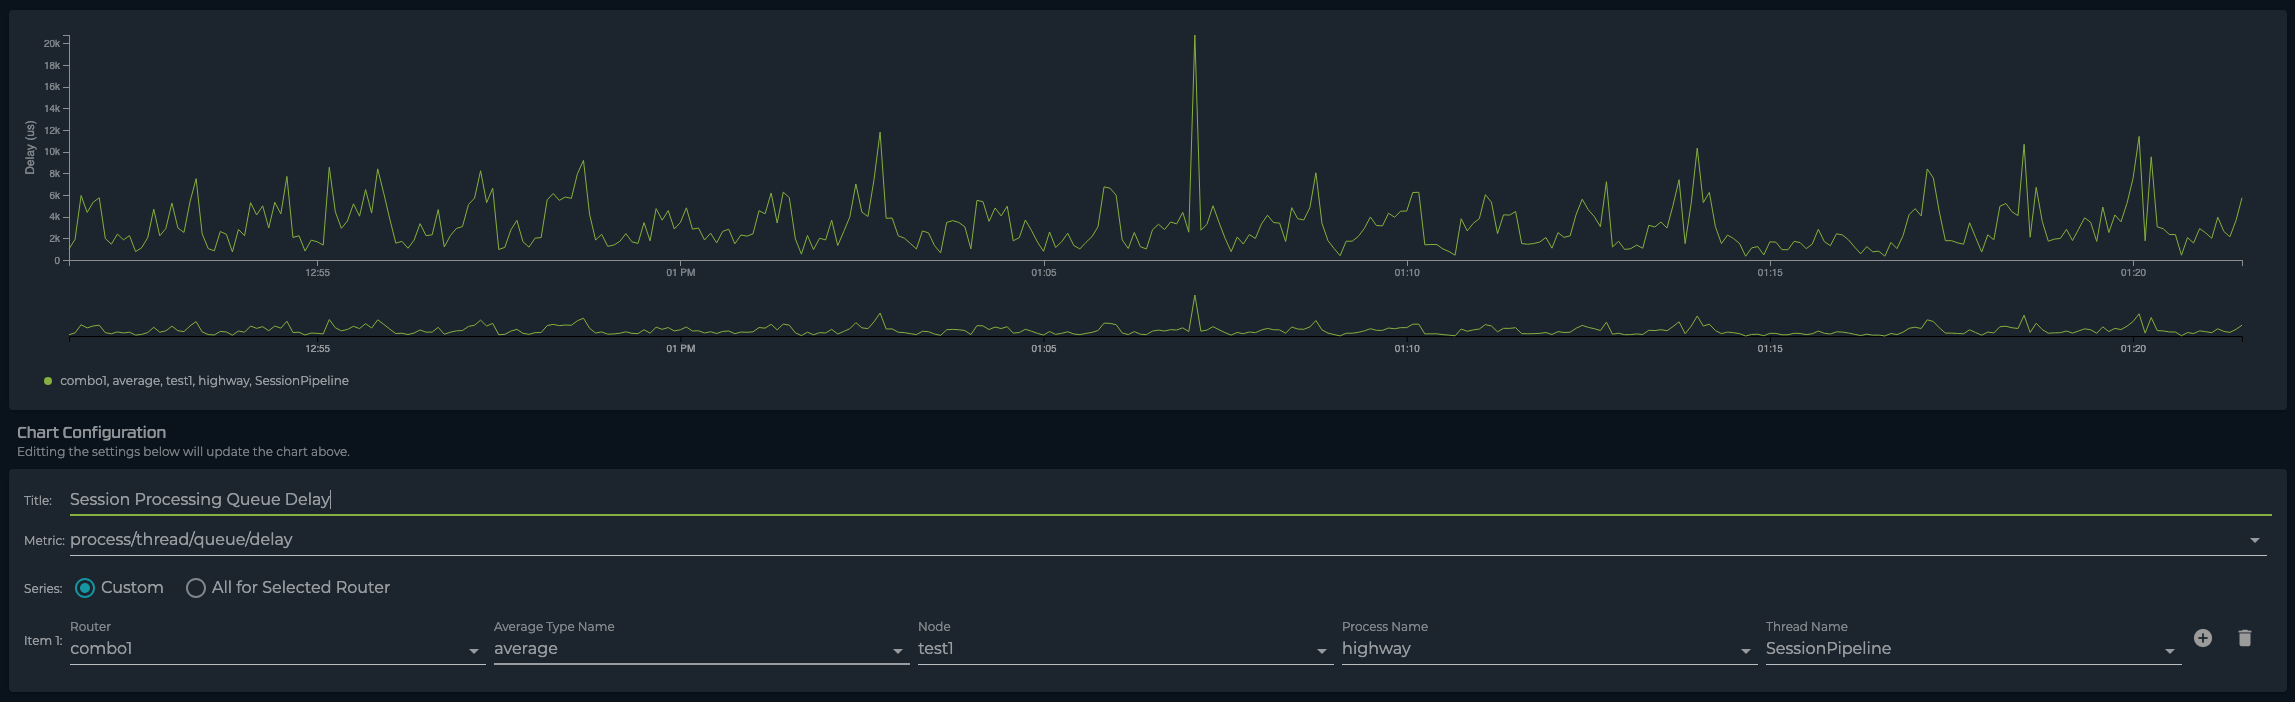 20k
18k
16k
14k
12k
10k
8k
6k
4k
2k
0
Delay (us)
12:55 01 PM 01:05 01:10 01:15 01:20
12:55 01 PM 01:05 01:10 01:15 01:20
combo1, average, test1, highway, SessionPipeline
Chart Configuration
Editting the settings below will update the chart above.
Title: Session Processing Queue Delay
Metric: process/thread/queue/delay
Series: Custom All for Selected Router
Router Average Type Name Node Process Name Thread Name
Item 1: combo1 average test1 highway SessionPipeline